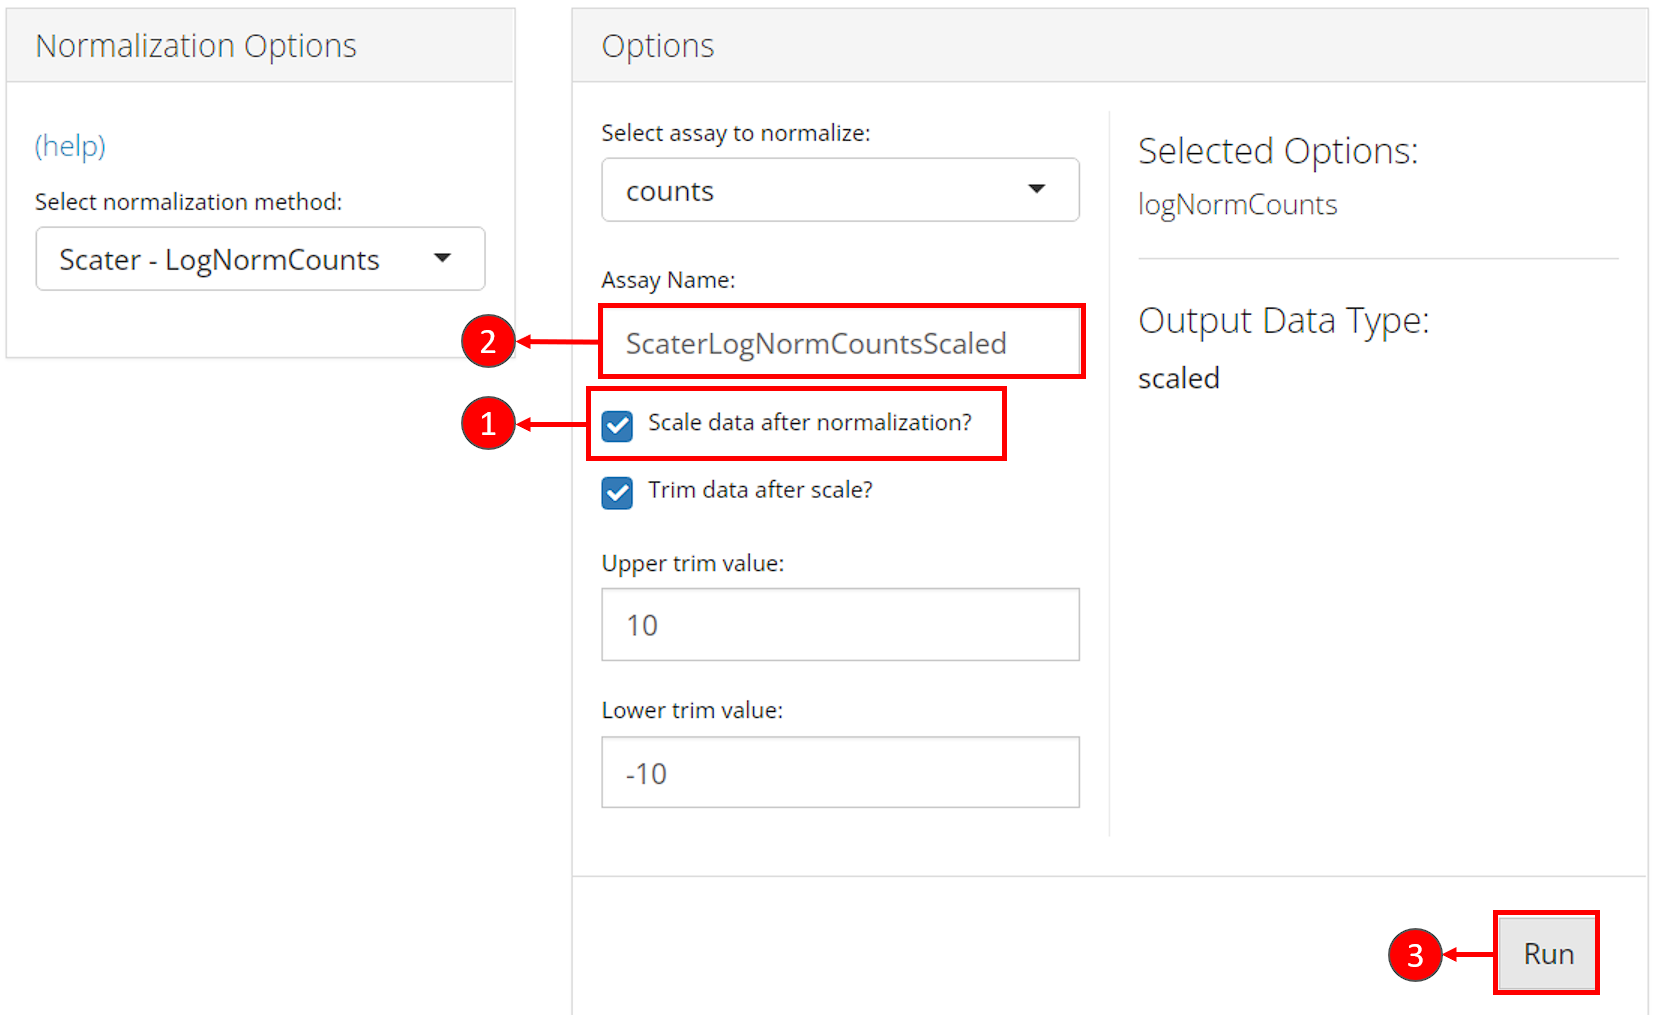 Normalization Options
(help)
Select normalization method:
Scater - LogNormCounts
Options
Select assay to normalize:
counts
Assay Name:
2
ScaterLogNormCountsScaled
1
Scale data after normalization?
Trim data after scale?
Upper trim value:
10
Lower trim value:
-10
Selected Options:
logNormCounts
Output Data Type:
scaled
3
Run